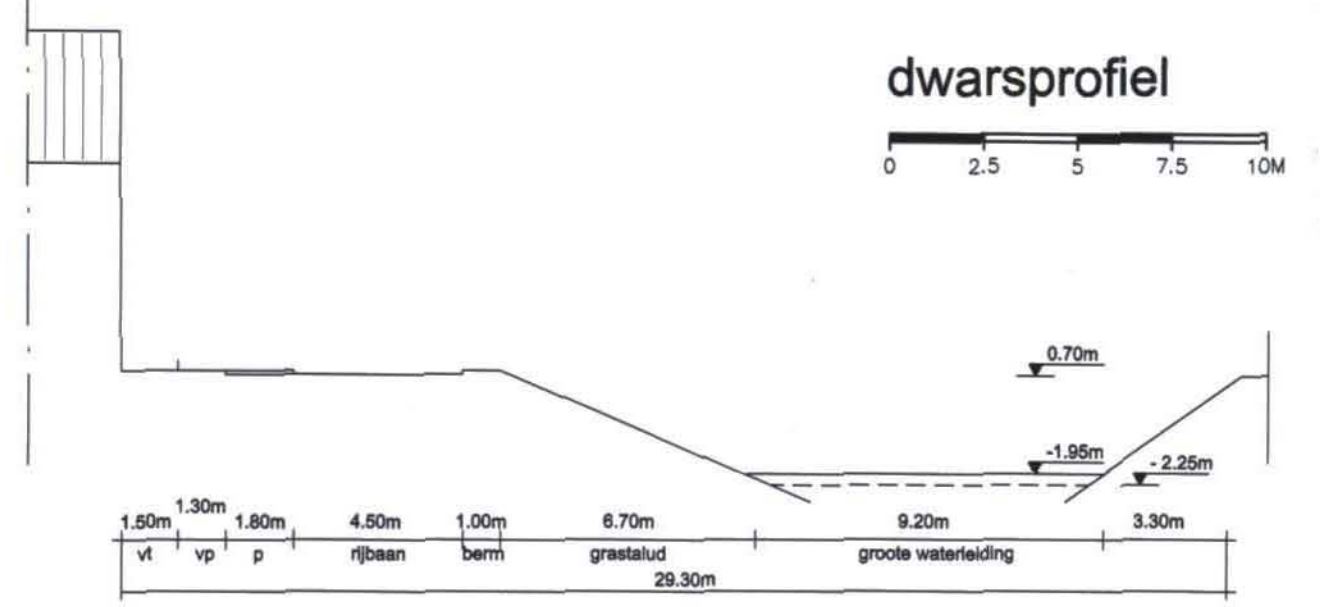 dwarsprofiel
0 2.5 5 7.5 10M
0.70m
-1.95m
- 2.25m
1.50m 1.30m 1.80m 4.50m 1.00m 6.70m 9.20m 3.30m
vt vp p rijbaan berm grastalud groote waterleiding
29.30m